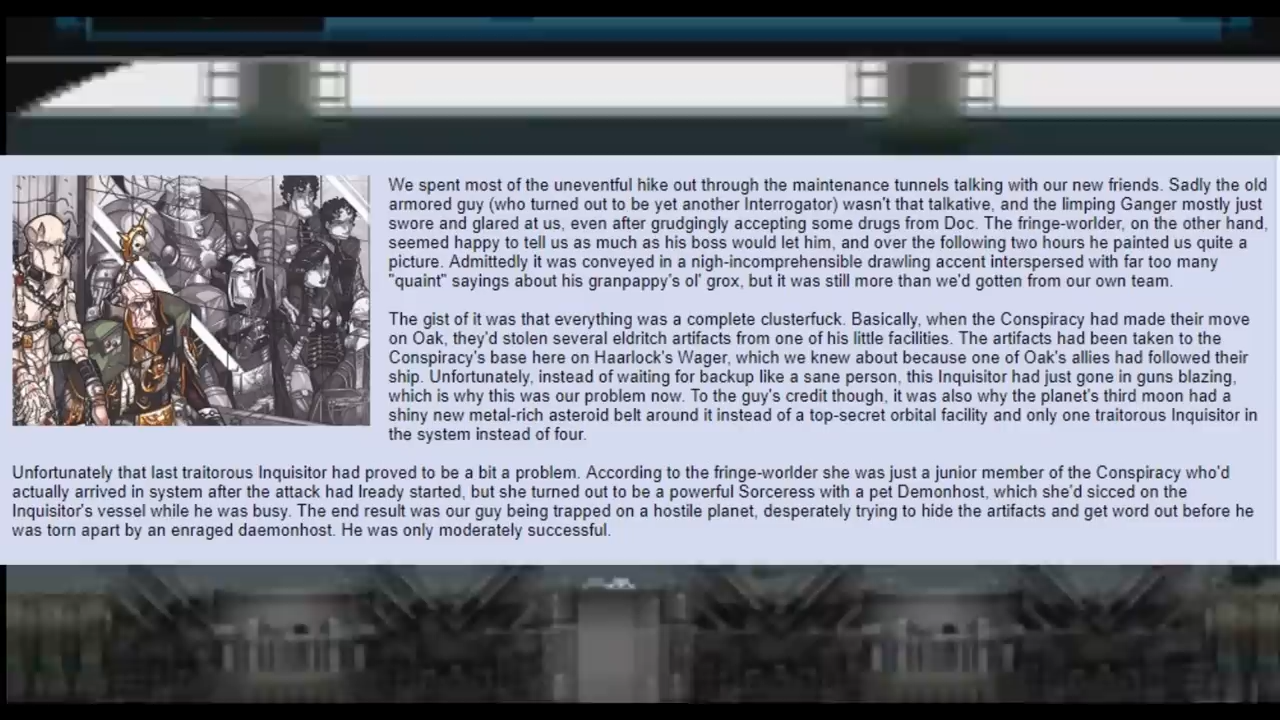 We spent most of the uneventful hike out through the maintenance tunnels talking with our new friends. Sadly the old
armored guy (who turned out to be yet another Interrogator) wasn't that talkative, and the limping Ganger mostly just
swore and glared at us, even after grudgingly accepting some drugs from Doc. The fringe-worlder, on the other hand,
seemed happy to tell us as much as his boss would let him, and over the following two hours he painted us quite a
picture. Admittedly it was conveyed in a nigh-incomprehensible drawling accent interspersed with far too many
"quaint" sayings about his granpappy's ol' grox, but it was still more than we'd gotten from our own team.
The gist of it was that everything was a complete clusterfuck. Basically, when the Conspiracy had made their move
on Oak, they'd stolen several eldritch artifacts from one of his little facilities. The artifacts had been taken to the
Conspiracy's base here on Haarlock's Wager, which we knew about because one of Oak's allies had followed their
ship. Unfortunately, instead of waiting for backup like a sane person, this Inquisitor had just gone in guns blazing,
which is why this was our problem now. To the guy's credit though, it was also why the planet's third moon had a
shiny new metal-rich asteroid belt around it instead of a top-secret orbital facility and only one traitorous Inquisitor in
the system instead of four.
Unfortunately that last traitorous Inquisitor had proved to be a bit a problem. According to the fringe-worlder she was just a junior member of the Conspiracy who'd
actually arrived in system after the attack had lready started, but she turned out to be a powerful Sorceress with a pet Demonhost, which she'd sicced on the
Inquisitor's vessel while he was busy. The end result was our guy being trapped on a hostile planet, desperately trying to hide the artifacts and get word out before he
was torn apart by an enraged daemonhost. He was only moderately successful.